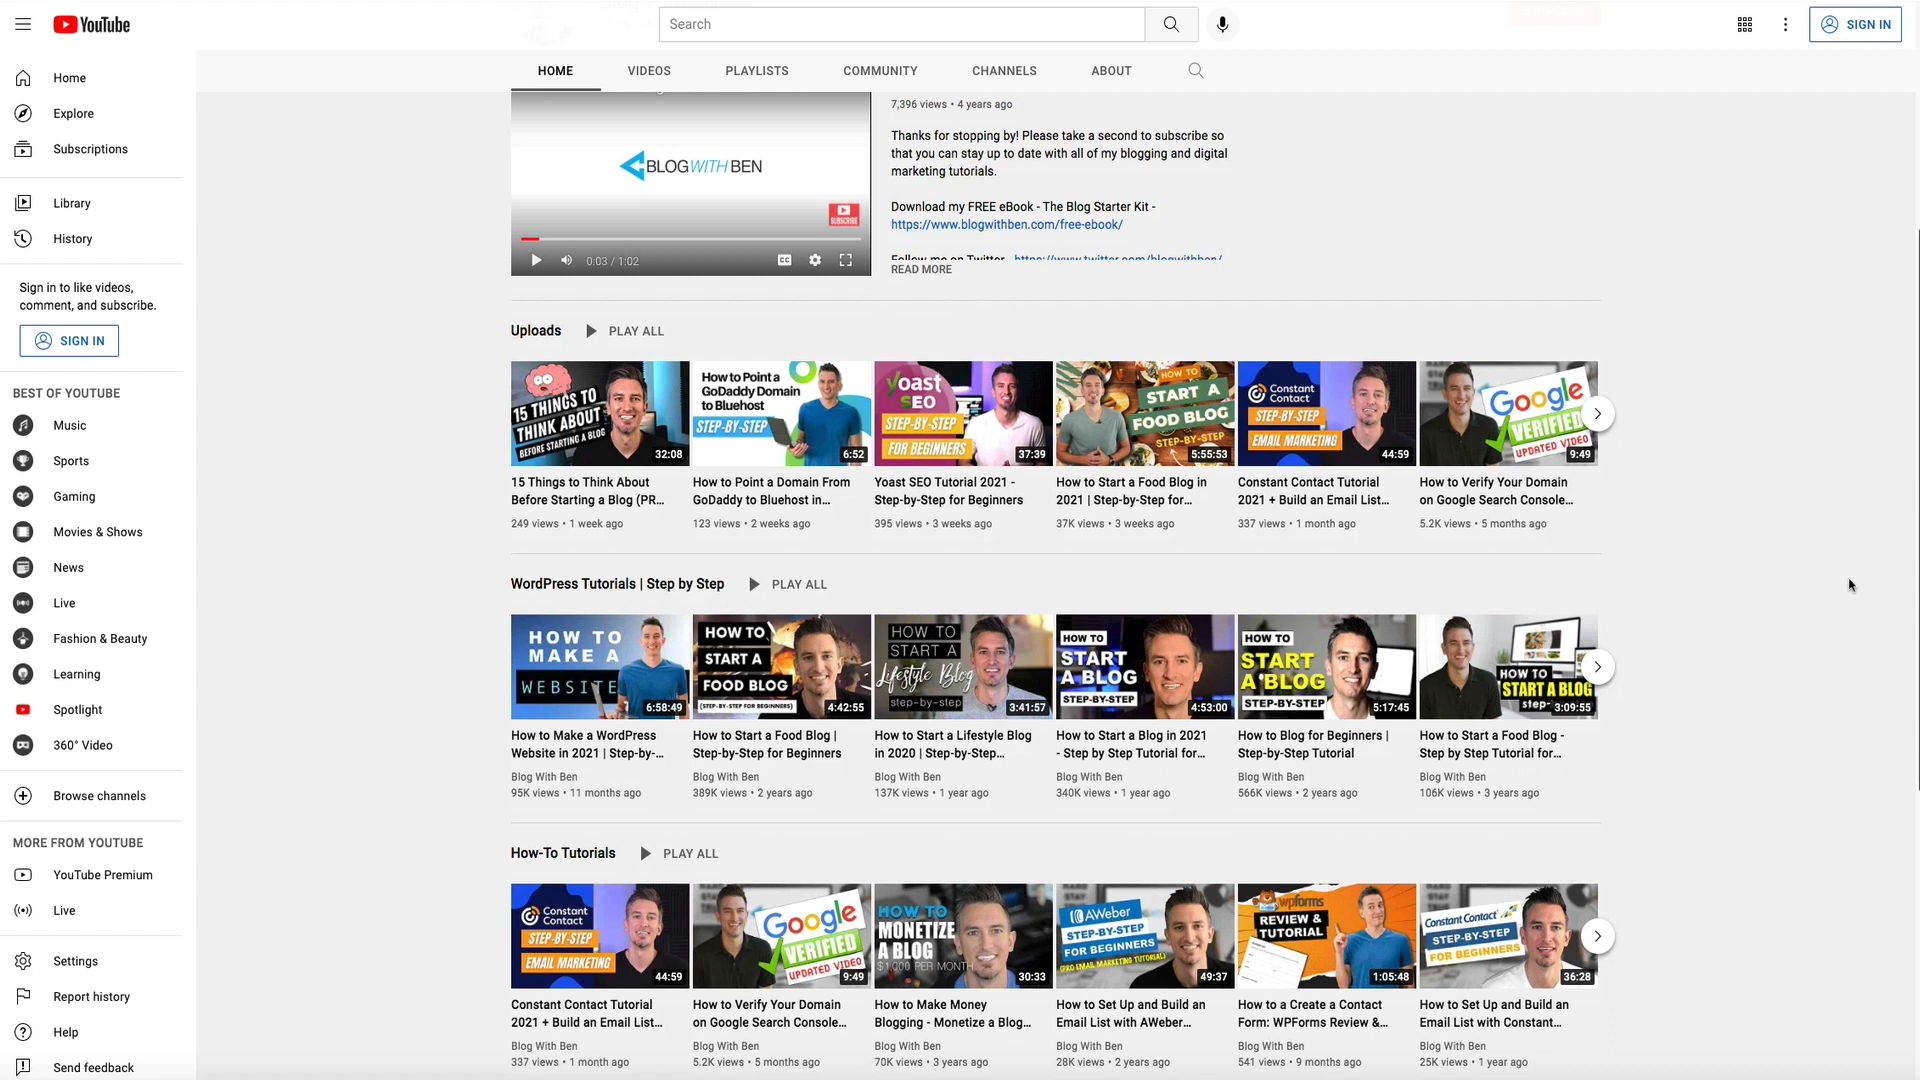 YouTube
Search
SIGN IN
HOME
VIDEOS
PLAYLISTS
COMMUNITY
CHANNELS
ABOUT
Home
Explore
Subscriptions
Library
History
Sign in to like videos,
comment, and subscribe.
SIGN IN
BEST OF YOUTUBE
Music
Sports
Gaming
Movies & Shows
News
Live
Fashion & Beauty
Learning
Spotlight
360° Video
Browse channels
MORE FROM YOUTUBE
YouTube Premium
Live
Settings
Report history
Help
Send feedback
BLOGWITHBEN
SUBSCRIBE
0:03 / 1:02
7,396 views • 4 years ago
Thanks for stopping by! Please take a second to subscribe so
that you can stay up to date with all of my blogging and digital
marketing tutorials.
Download my FREE eBook - The Blog Starter Kit -
https://www.blogwithben.com/free-ebook/
Follow me on Twitter - https://www.twitter.com/blogwithben/
READ MORE
Uploads
PLAY ALL
15 THINGS TO
THINK ABOUT
BEFORE STARTING A BLOG
32:08
15 Things to Think About
Before Starting a Blog (PR...
249 views • 1 week ago
How to Point a
GoDaddy Domain
to Bluehost
STEP-BY-STEP
6:52
How to Point a Domain From
GoDaddy to Bluehost in...
123 views • 2 weeks ago
yoast
SEO
STEP-BY-STEP
FOR BEGINNERS
37:39
Yoast SEO Tutorial 2021 -
Step-by-Step for Beginners
395 views • 3 weeks ago
HOW TO
START A
FOOD BLOG
STEP-BY-STEP
5:55:53
How to Start a Food Blog in
2021 | Step-by-Step for...
37K views • 3 weeks ago
Constant
Contact
STEP-BY-STEP
EMAIL MARKETING
44:59
Constant Contact Tutorial
2021 + Build an Email List...
337 views • 1 month ago
Google
VERIFIED
UPDATED VIDEO
9:49
How to Verify Your Domain
on Google Search Console...
5.2K views • 5 months ago
WordPress Tutorials | Step by Step
PLAY ALL
HOW TO
MAKE A
WEBSITE
6:58:49
How to Make a WordPress
Website in 2021 | Step-by-...
Blog With Ben
95K views • 11 months ago
HOW TO
START A
FOOD BLOG
(STEP-BY-STEP FOR BEGINNERS)
4:42:55
How to Start a Food Blog |
Step-by-Step for Beginners
Blog With Ben
389K views • 2 years ago
HOW TO
START A
Lifestyle Blog
step-by-step
3:41:57
How to Start a Lifestyle Blog
in 2020 | Step-by-Step...
Blog With Ben
137K views • 1 year ago
HOW TO
START
A BLOG
STEP-BY-STEP
4:53:00
How to Start a Blog in 2021
- Step by Step Tutorial for...
Blog With Ben
340K views • 1 year ago
HOW TO
START
A BLOG
STEP-BY-STEP
5:17:45
How to Blog for Beginners |
Step-by-Step Tutorial
Blog With Ben
566K views • 2 years ago
HOW TO
START A BLOG
step-
3:09:55
How to Start a Food Blog -
Step by Step Tutorial for...
Blog With Ben
106K views • 3 years ago
How-To Tutorials
PLAY ALL
Constant
Contact
STEP-BY-STEP
EMAIL MARKETING
44:59
Constant Contact Tutorial
2021 + Build an Email List...
Blog With Ben
337 views • 1 month ago
Google
VERIFIED
UPDATED VIDEO
9:49
How to Verify Your Domain
on Google Search Console...
Blog With Ben
5.2K views • 5 months ago
HOW TO
MONETIZE
A BLOG
$1,000 PER MONTH
30:33
How to Make Money
Blogging - Monetize a Blog...
Blog With Ben
70K views • 3 years ago
AWeber
STEP-BY-STEP
FOR BEGINNERS
(PRO EMAIL MARKETING TUTORIAL)
49:37
How to Set Up and Build an
Email List with AWeber...
Blog With Ben
28K views • 2 years ago
wpforms
REVIEW &
TUTORIAL
1:05:48
How to a Create a Contact
Form: WPForms Review &...
Blog With Ben
541 views • 9 months ago
Constant Contact
STEP-BY-STEP
FOR BEGINNERS
36:28
How to Set Up and Build an
Email List with Constant...
Blog With Ben
25K views • 1 year ago